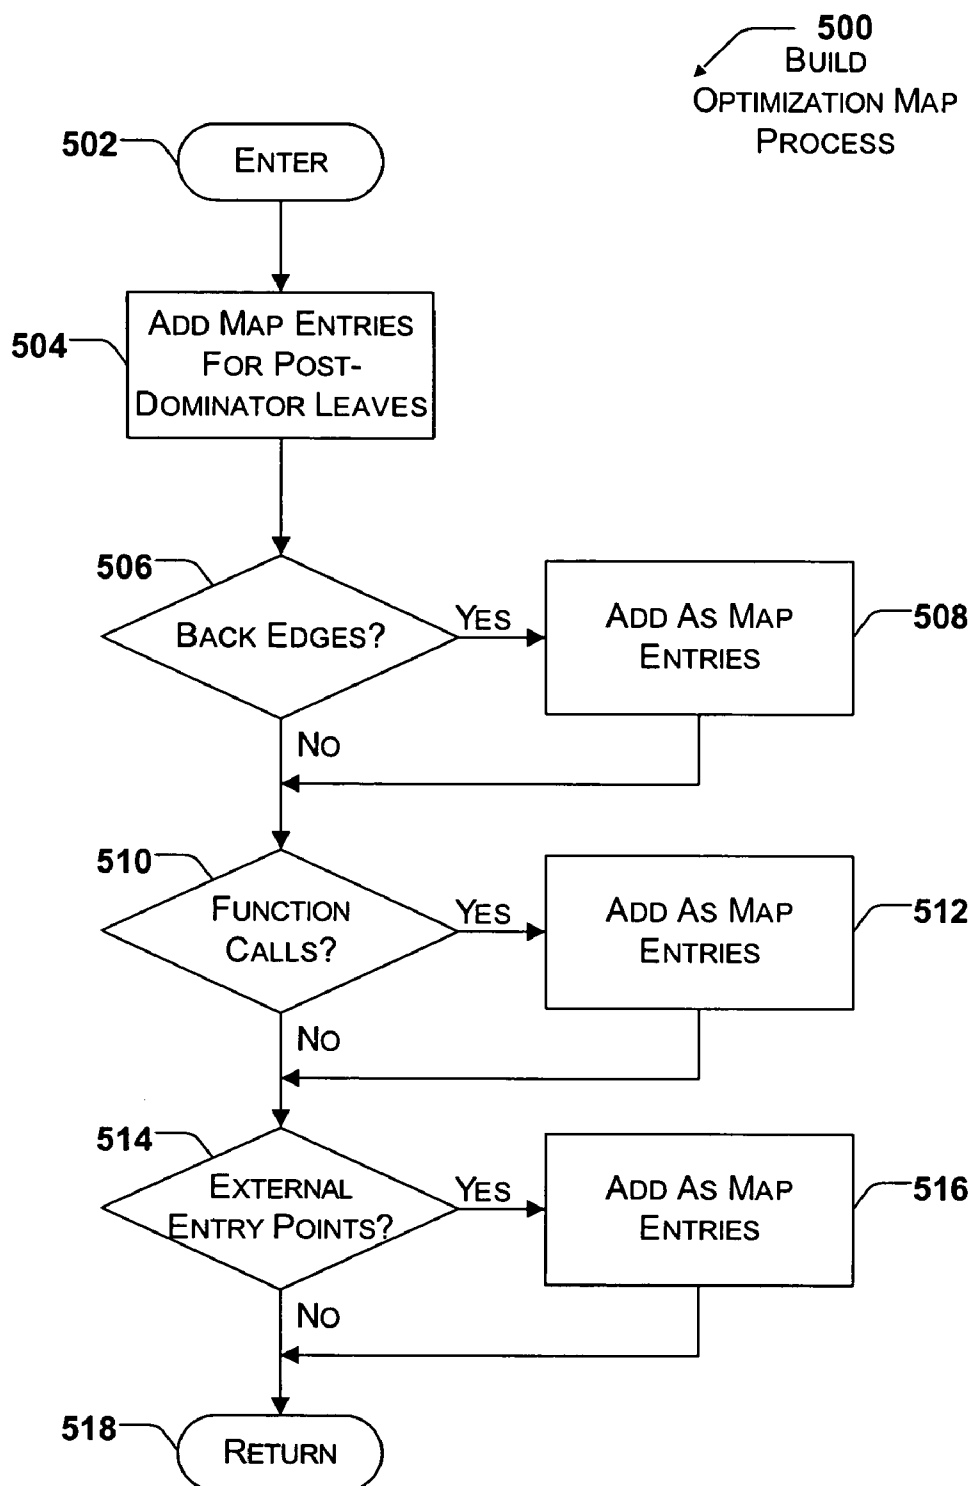 500
BUILD
OPTIMIZATION MAP
PROCESS
502
ENTER
504
ADD MAP ENTRIES
FOR POST-
DOMINATOR LEAVES
506
BACK EDGES?
YES
ADD AS MAP
ENTRIES
508
NO
510
FUNCTION
CALLS?
YES
ADD AS MAP
ENTRIES
512
NO
514
EXTERNAL
ENTRY POINTS?
YES
ADD AS MAP
ENTRIES
516
NO
518
RETURN